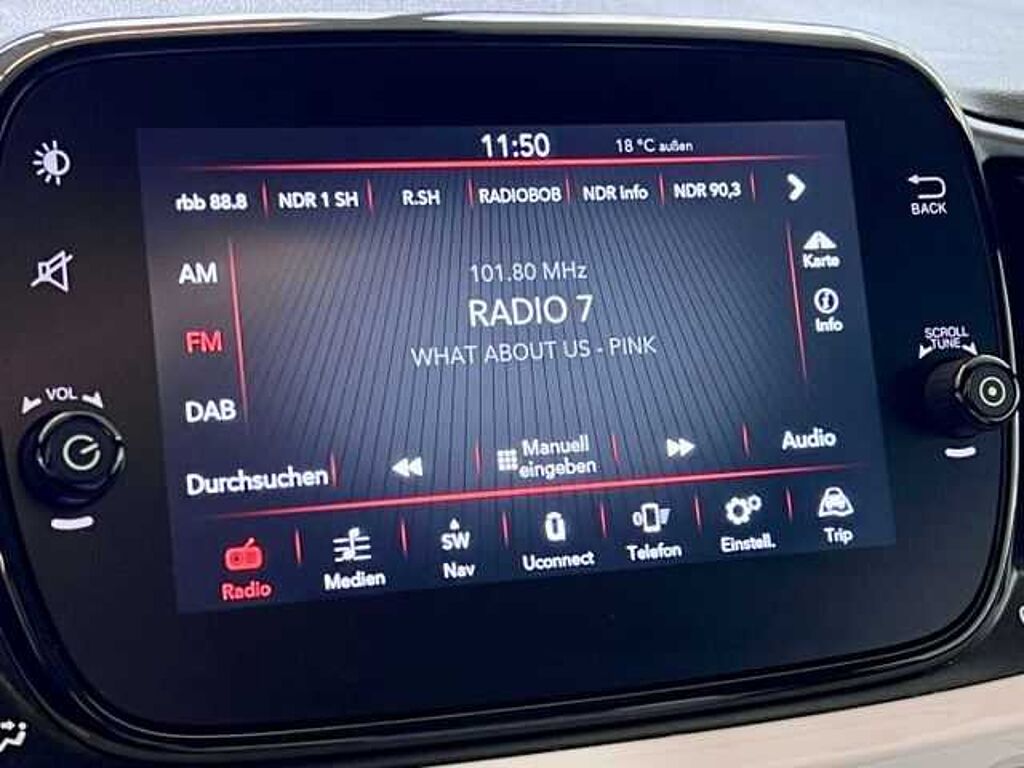 11:50
18 °C außen
rbb 88.8
NDR 1 SH
R.SH
RADIOBOB
NDR Info
NDR 90,3
BACK
AM
FM
DAB
101.80 MHz
RADIO 7
WHAT ABOUT US - PINK
Karte
Info
SCROLL
TUNE
VOL
Durchsuchen
Manuell
eingeben
Audio
Radio
Medien
SW
Nav
Uconnect
Telefon
Einstell.
Trip